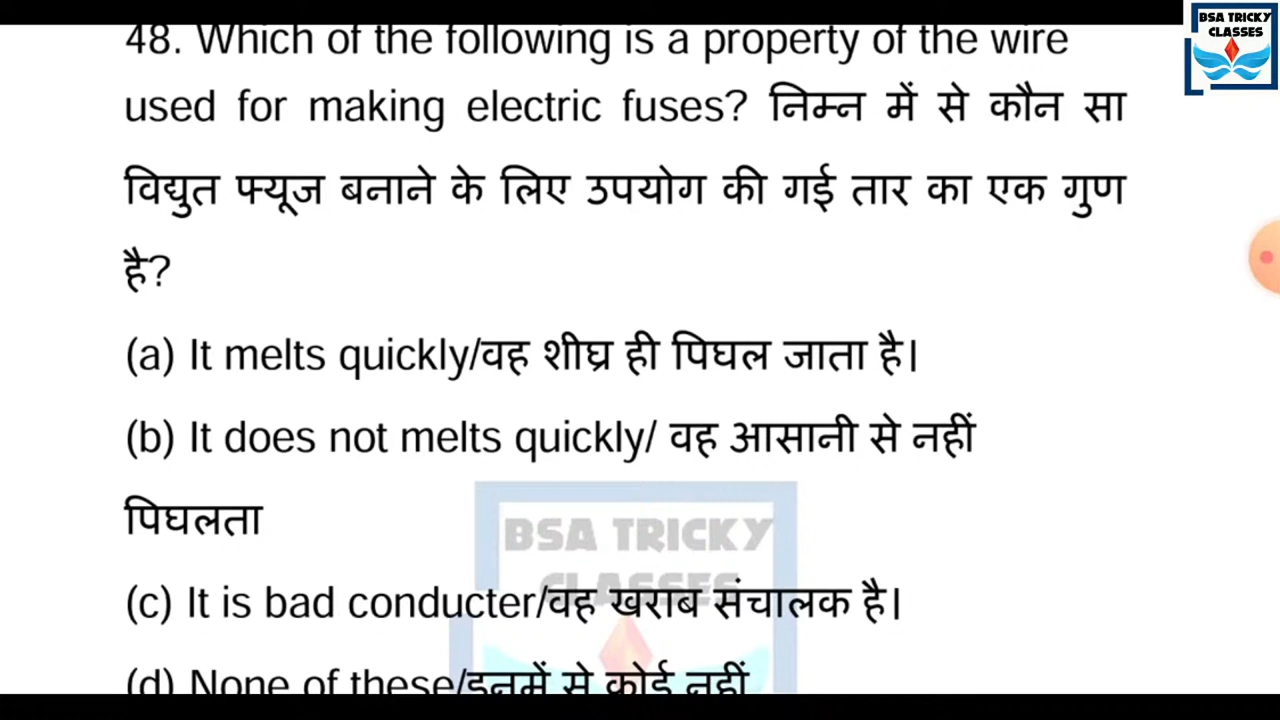 48. Which of the following is a property of the wire
used for making electric fuses? निम्न में से कौन सा
विद्युत फ्यूज बनाने के लिए उपयोग की गई तार का एक गुण
है?
(a) It melts quickly/वह शीघ्र ही पिघल जाता है।
(b) It does not melts quickly/ वह आसानी से नहीं
पिघलता
(c) It is bad conducter/वह खराब संचालक है।
(d) None of these/इनमें से कोई नहीं
BSA TRICKY
CLASSES
BSA TRICKY
CLASSES